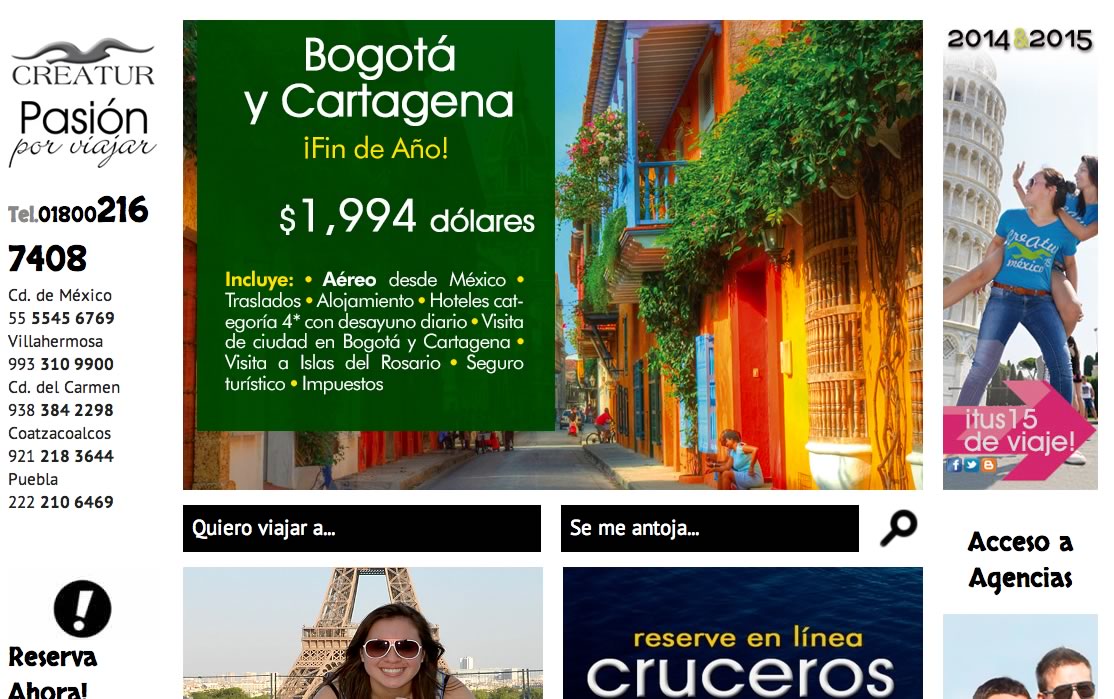 CREATUR
Pasión
por viajar
Tel.01800216
7408
Cd. de México
55 5545 6769
Villahermosa
993 310 9900
Cd. del Carmen
938 384 2298
Coatzacoalcos
921 218 3644
Puebla
222 210 6469
Reserva
Ahora!
Bogotá
y Cartagena
¡Fin de Año!
$1,994 dólares
Incluye: • Aéreo desde México •
Traslados • Alojamiento • Hoteles cat-
egoría 4* con desayuno diario • Visita
de ciudad en Bogotá y Cartagena •
Visita a Islas del Rosario • Seguro
turístico • Impuestos
Quiero viajar a...
Se me antoja...
reserve en línea
cruceros
2014&2015
creatur
méxico
¡tus15
de viaje!
Acceso a
Agencias